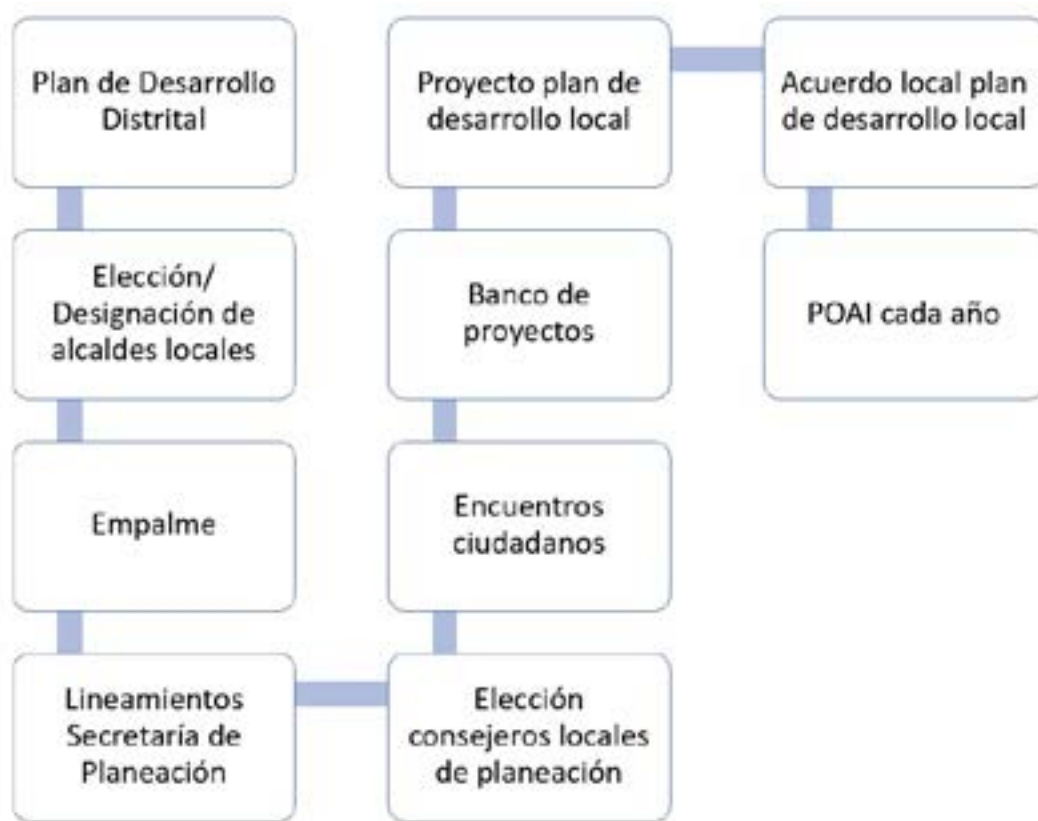 Plan de Desarrollo
Distrital
Elección/
Designación de
alcaldes locales
Empalme
Lineamientos
Secretaría de
Planeación
Elección
consejeros locales
de planeación
Encuentros
ciudadanos
Banco de
proyectos
Proyecto plan de
desarrollo local
Acuerdo local plan
de desarrollo local
POAI cada año